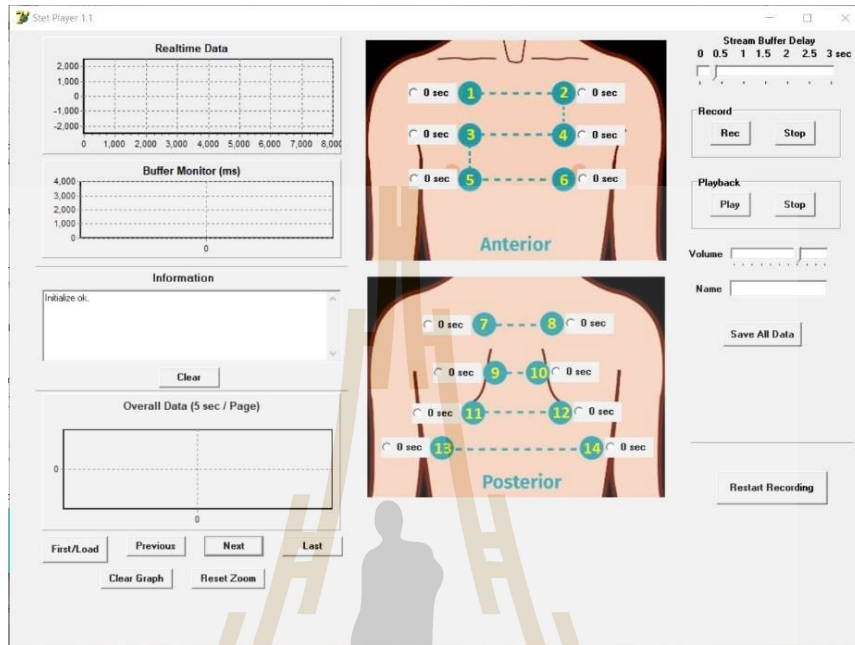 Stet Player 1.1
Realtime Data
2,000
1,000
0
-1,000
-2,000
0 1,000 2,000 3,000 4,000 5,000 6,000 7,000 8,000
Buffer Monitor (ms)
4,000
3,000
2,000
1,000
0
0
Information
Initialize ok.
Clear
Overall Data (5 sec / Page)
0
0
First/Load Previous Next Last
Clear Graph Reset Zoom
0 sec 1 2 0 sec
0 sec 3 4 0 sec
0 sec 5 6 0 sec
Anterior
0 sec 7 8 0 sec
0 sec 9 10 0 sec
0 sec 11 12 0 sec
0 sec 13 14 0 sec
Posterior
Stream Buffer Delay
0 0.5 1 1.5 2 2.5 3 sec
Record
Rec Stop
Playback
Play Stop
Volume
Name
Save All Data
Restart Recording